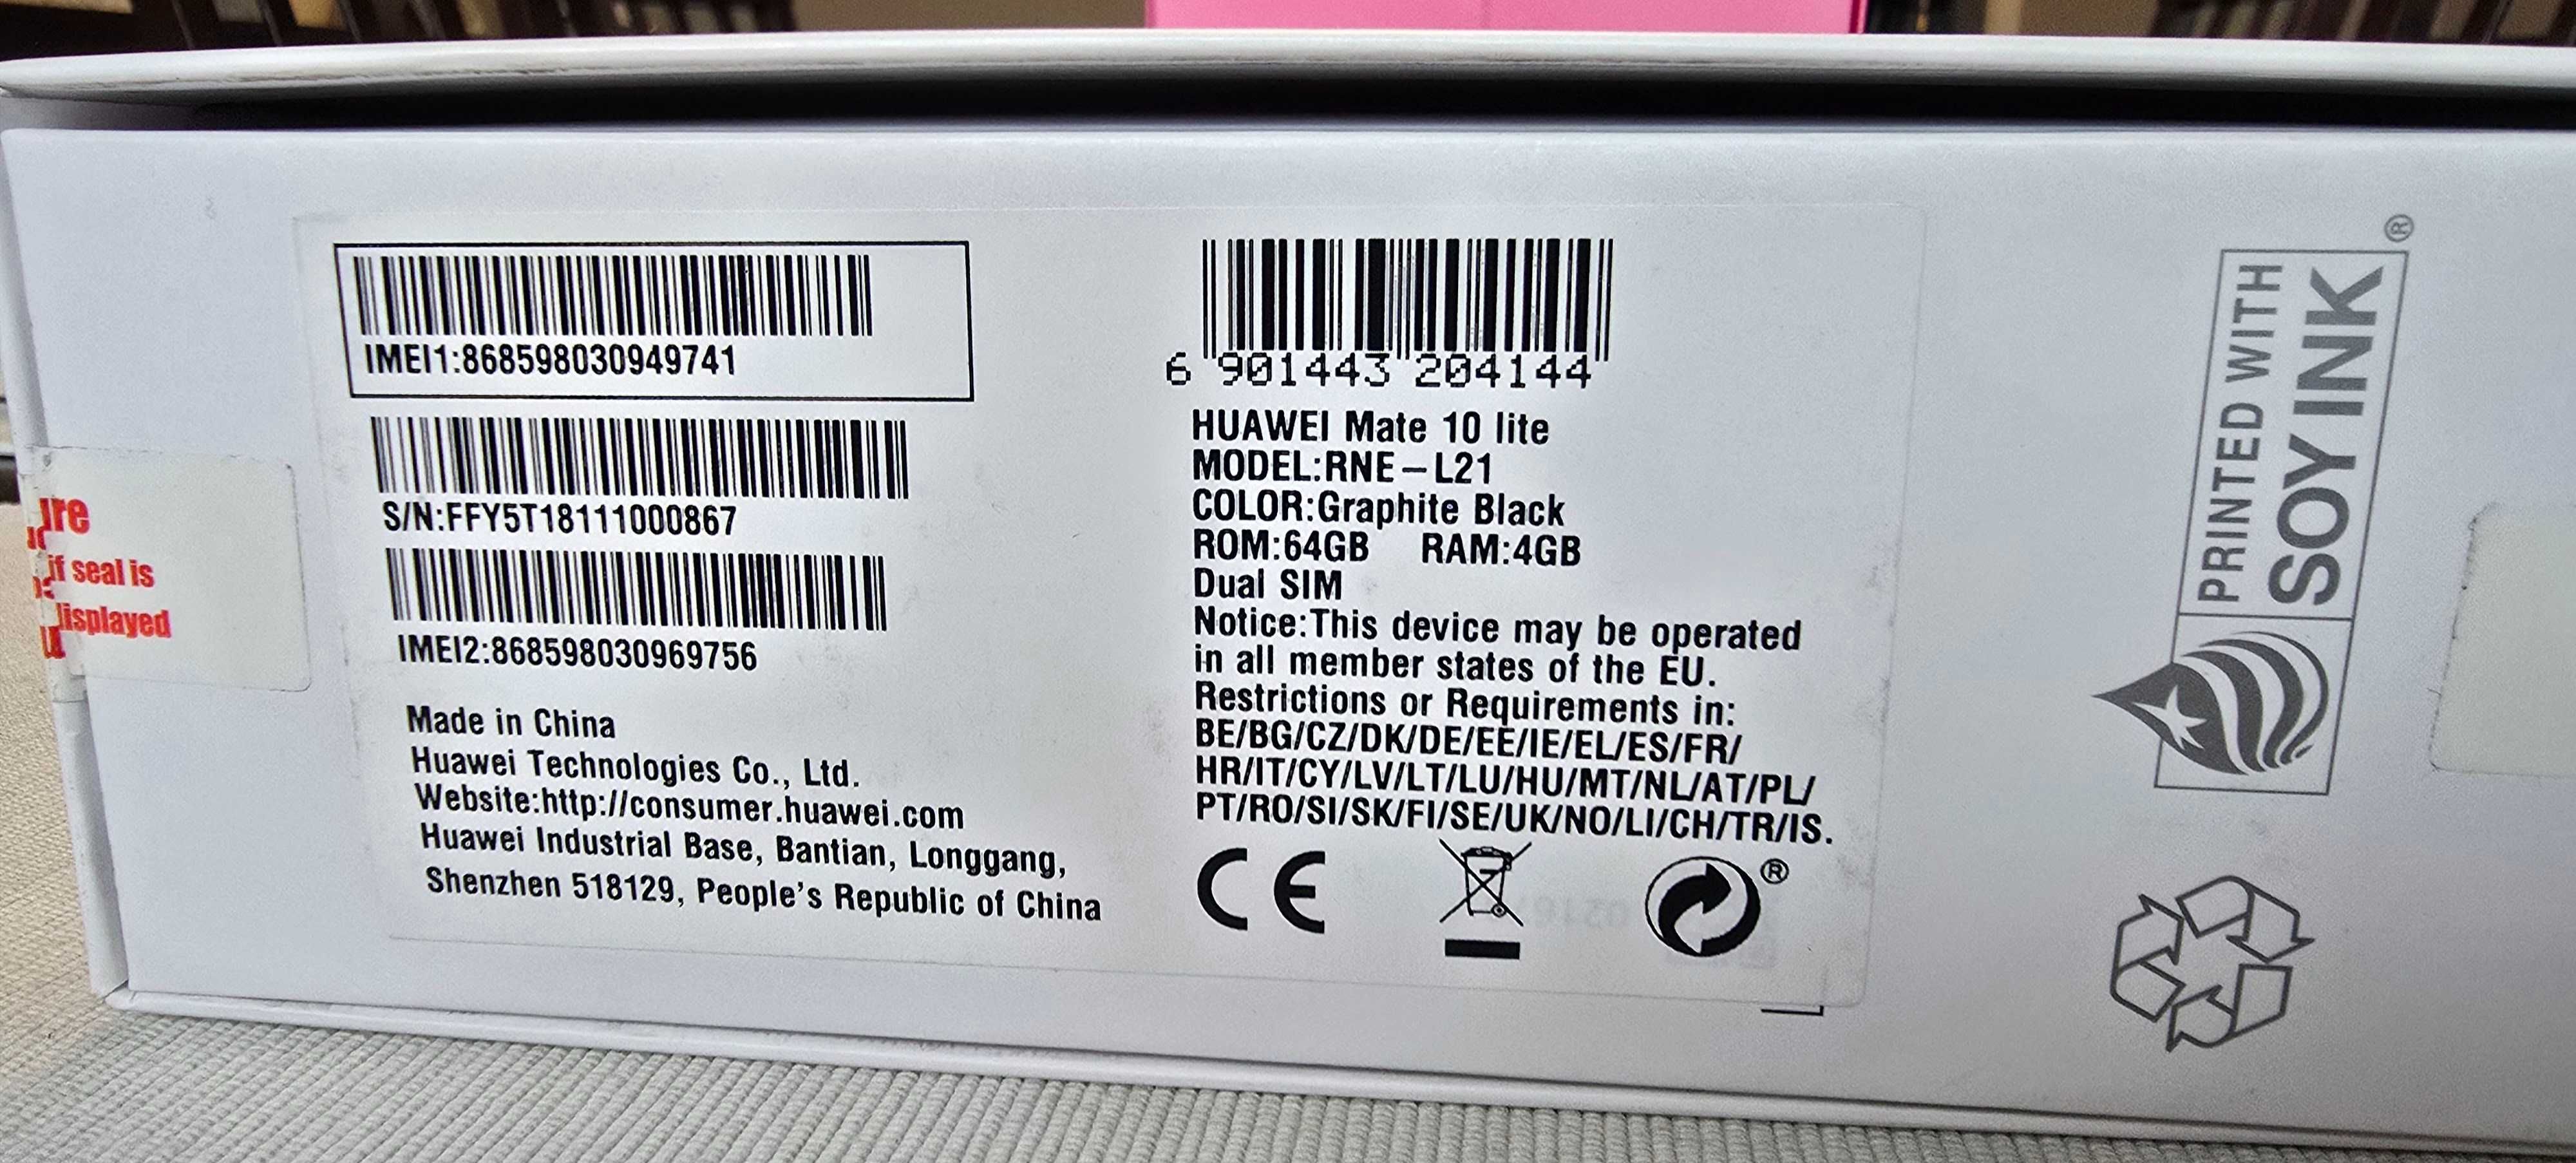 IMEI1:868598030949741
S/N:FFY5T18111000867
IMEI2:868598030969756
Made in China
Huawei Technologies Co., Ltd.
Website:http://consumer.huawei.com
Huawei Industrial Base, Bantian, Longgang,
Shenzhen 518129, People's Republic of China
6 901443 204144
HUAWEI Mate 10 lite
MODEL:RNE-L21
COLOR:Graphite Black
ROM:64GB RAM:4GB
Dual SIM
Notice:This device may be operated
in all member states of the EU.
Restrictions or Requirements in:
BE/BG/CZ/DK/DE/EE/IE/EL/ES/FR/
HR/IT/CY/LV/LT/LU/HU/MT/NL/AT/PL/
PT/RO/SI/SK/FI/SE/UK/NO/LI/CH/TR/IS.
CE
®
PRINTED WITH
SOY INK
®
if seal is